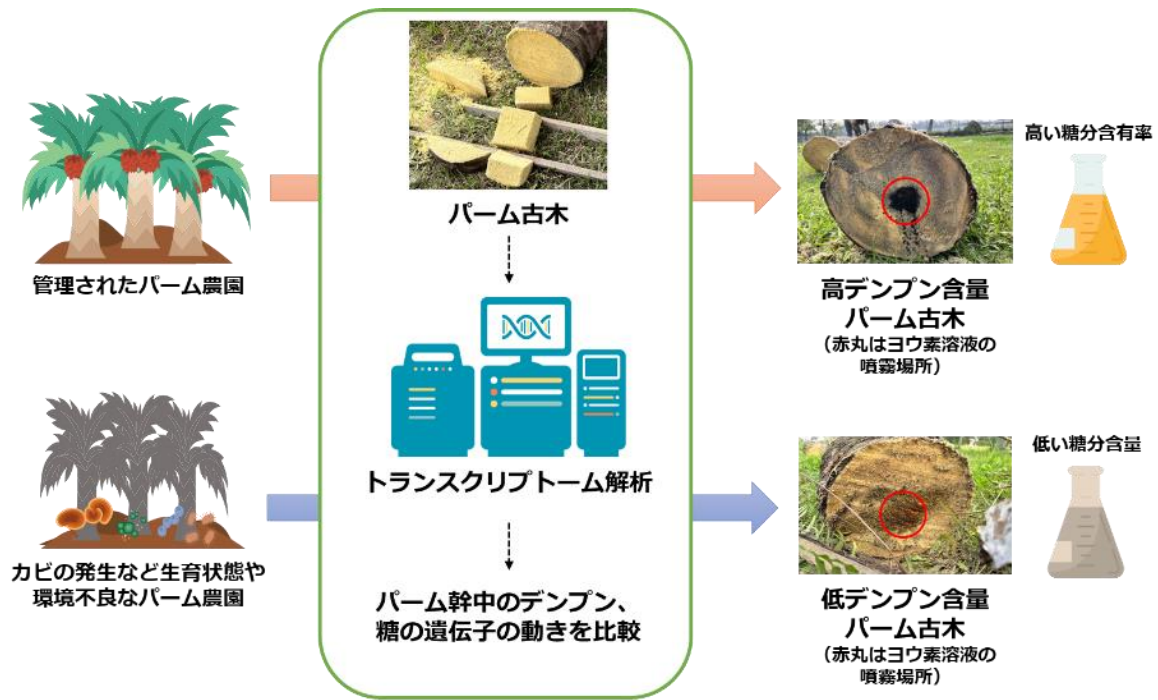 管理されたパーム農園
カビの発生など生育状態や
環境不良なパーム農園
パーム古木
トランスクリプトーム解析
パーム幹中のデンプン、
糖の遺伝子の動きを比較
高い糖分含有率
高デンプン含量
パーム古木
（赤丸はヨウ素溶液の
噴霧場所）
低い糖分含量
低デンプン含量
パーム古木
（赤丸はヨウ素溶液の
噴霧場所）